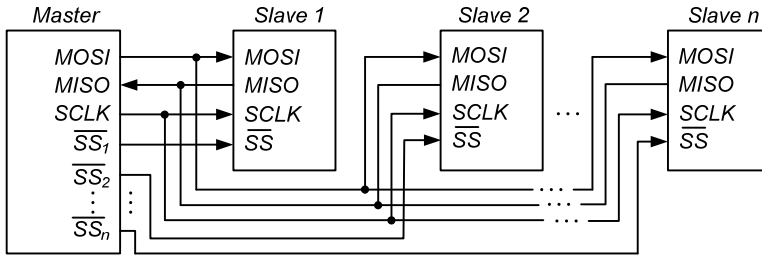 Master
Slave 1
Slave 2
Slave n
MOSI
MISO
SCLK
SS1
SS2
SSn
MOSI
MISO
SCLK
SS
MOSI
MISO
SCLK
SS
MOSI
MISO
SCLK
SS